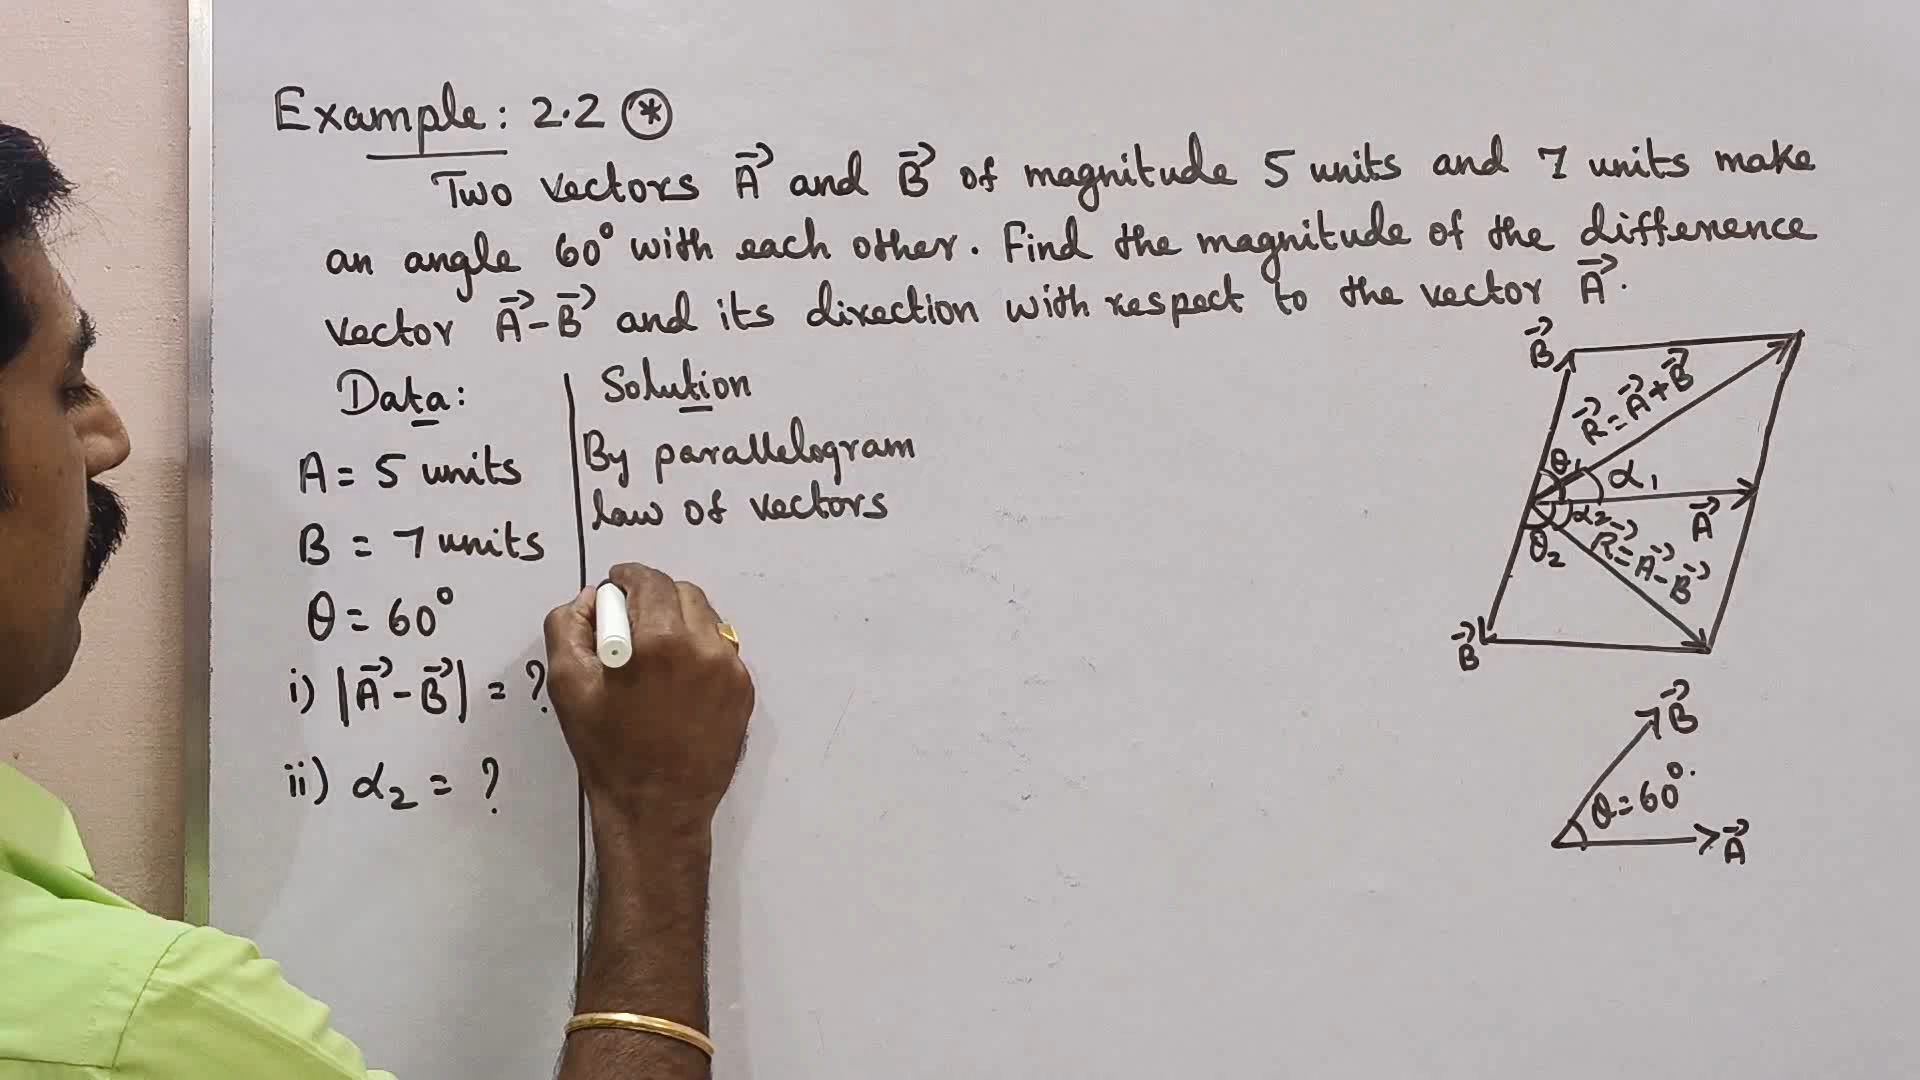 Example: 2.2 *
Two vectors A⃗ and B⃗ of magnitude 5 units and 7 units make
an angle 60° with each other. Find the magnitude of the difference
vector A⃗-B⃗ and its direction with respect to the vector A⃗.
Data:
A = 5 units
B = 7 units
θ = 60°
i) |A⃗-B⃗| = ?
ii) α₂ = ?
Solution
By parallelogram
law of vectors
B⃗
R⃗=A⃗+B⃗
θ₁
α₁
A⃗
α₂
θ₂
R⃗=A⃗-B⃗
B⃗
B⃗
θ=60°.
A⃗